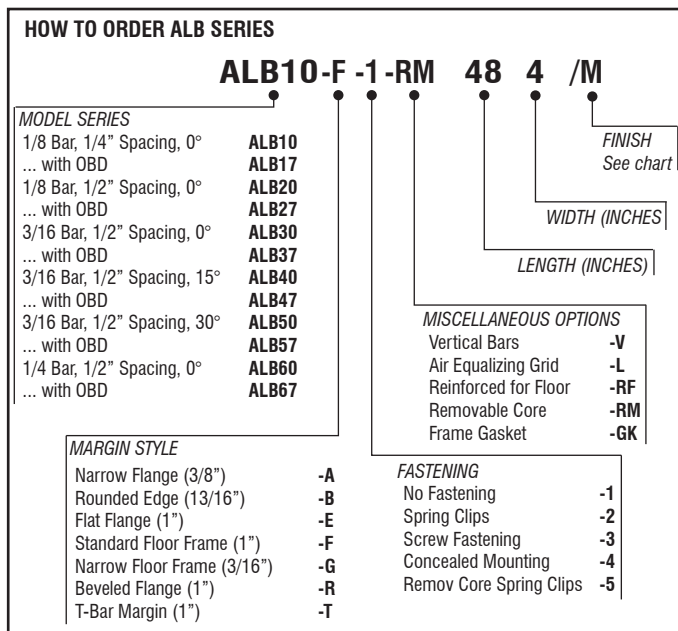 HOW TO ORDER ALB SERIES
ALB10-F -1 -RM 48 4 /M
MODEL SERIES
1/8 Bar, 1/4” Spacing, 0° ALB10
... with OBD ALB17
1/8 Bar, 1/2” Spacing, 0° ALB20
... with OBD ALB27
3/16 Bar, 1/2” Spacing, 0° ALB30
... with OBD ALB37
3/16 Bar, 1/2” Spacing, 15° ALB40
... with OBD ALB47
3/16 Bar, 1/2” Spacing, 30° ALB50
... with OBD ALB57
1/4 Bar, 1/2” Spacing, 0° ALB60
... with OBD ALB67
FINISH
See chart
WIDTH (INCHES
LENGTH (INCHES)
MISCELLANEOUS OPTIONS
Vertical Bars -V
Air Equalizing Grid -L
Reinforced for Floor -RF
Removable Core -RM
Frame Gasket -GK
MARGIN STYLE
Narrow Flange (3/8”) -A
Rounded Edge (13/16”) -B
Flat Flange (1”) -E
Standard Floor Frame (1”) -F
Narrow Floor Frame (3/16”) -G
Beveled Flange (1”) -R
T-Bar Margin (1”) -T
FASTENING
No Fastening -1
Spring Clips -2
Screw Fastening -3
Concealed Mounting -4
Remov Core Spring Clips -5